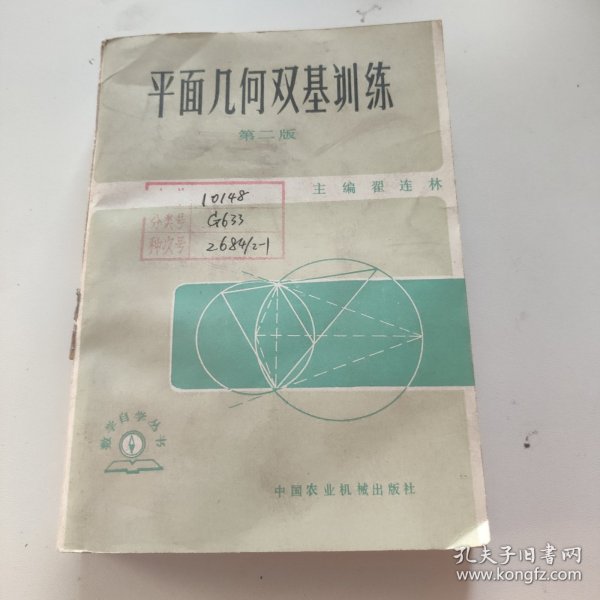 平面几何双基训练
第二版
主编 翟连林
10148
分类号 G633
种次号 2684/2-1
数学自学丛书
中国农业机械出版社
孔夫子旧书网
www.kongfz.com